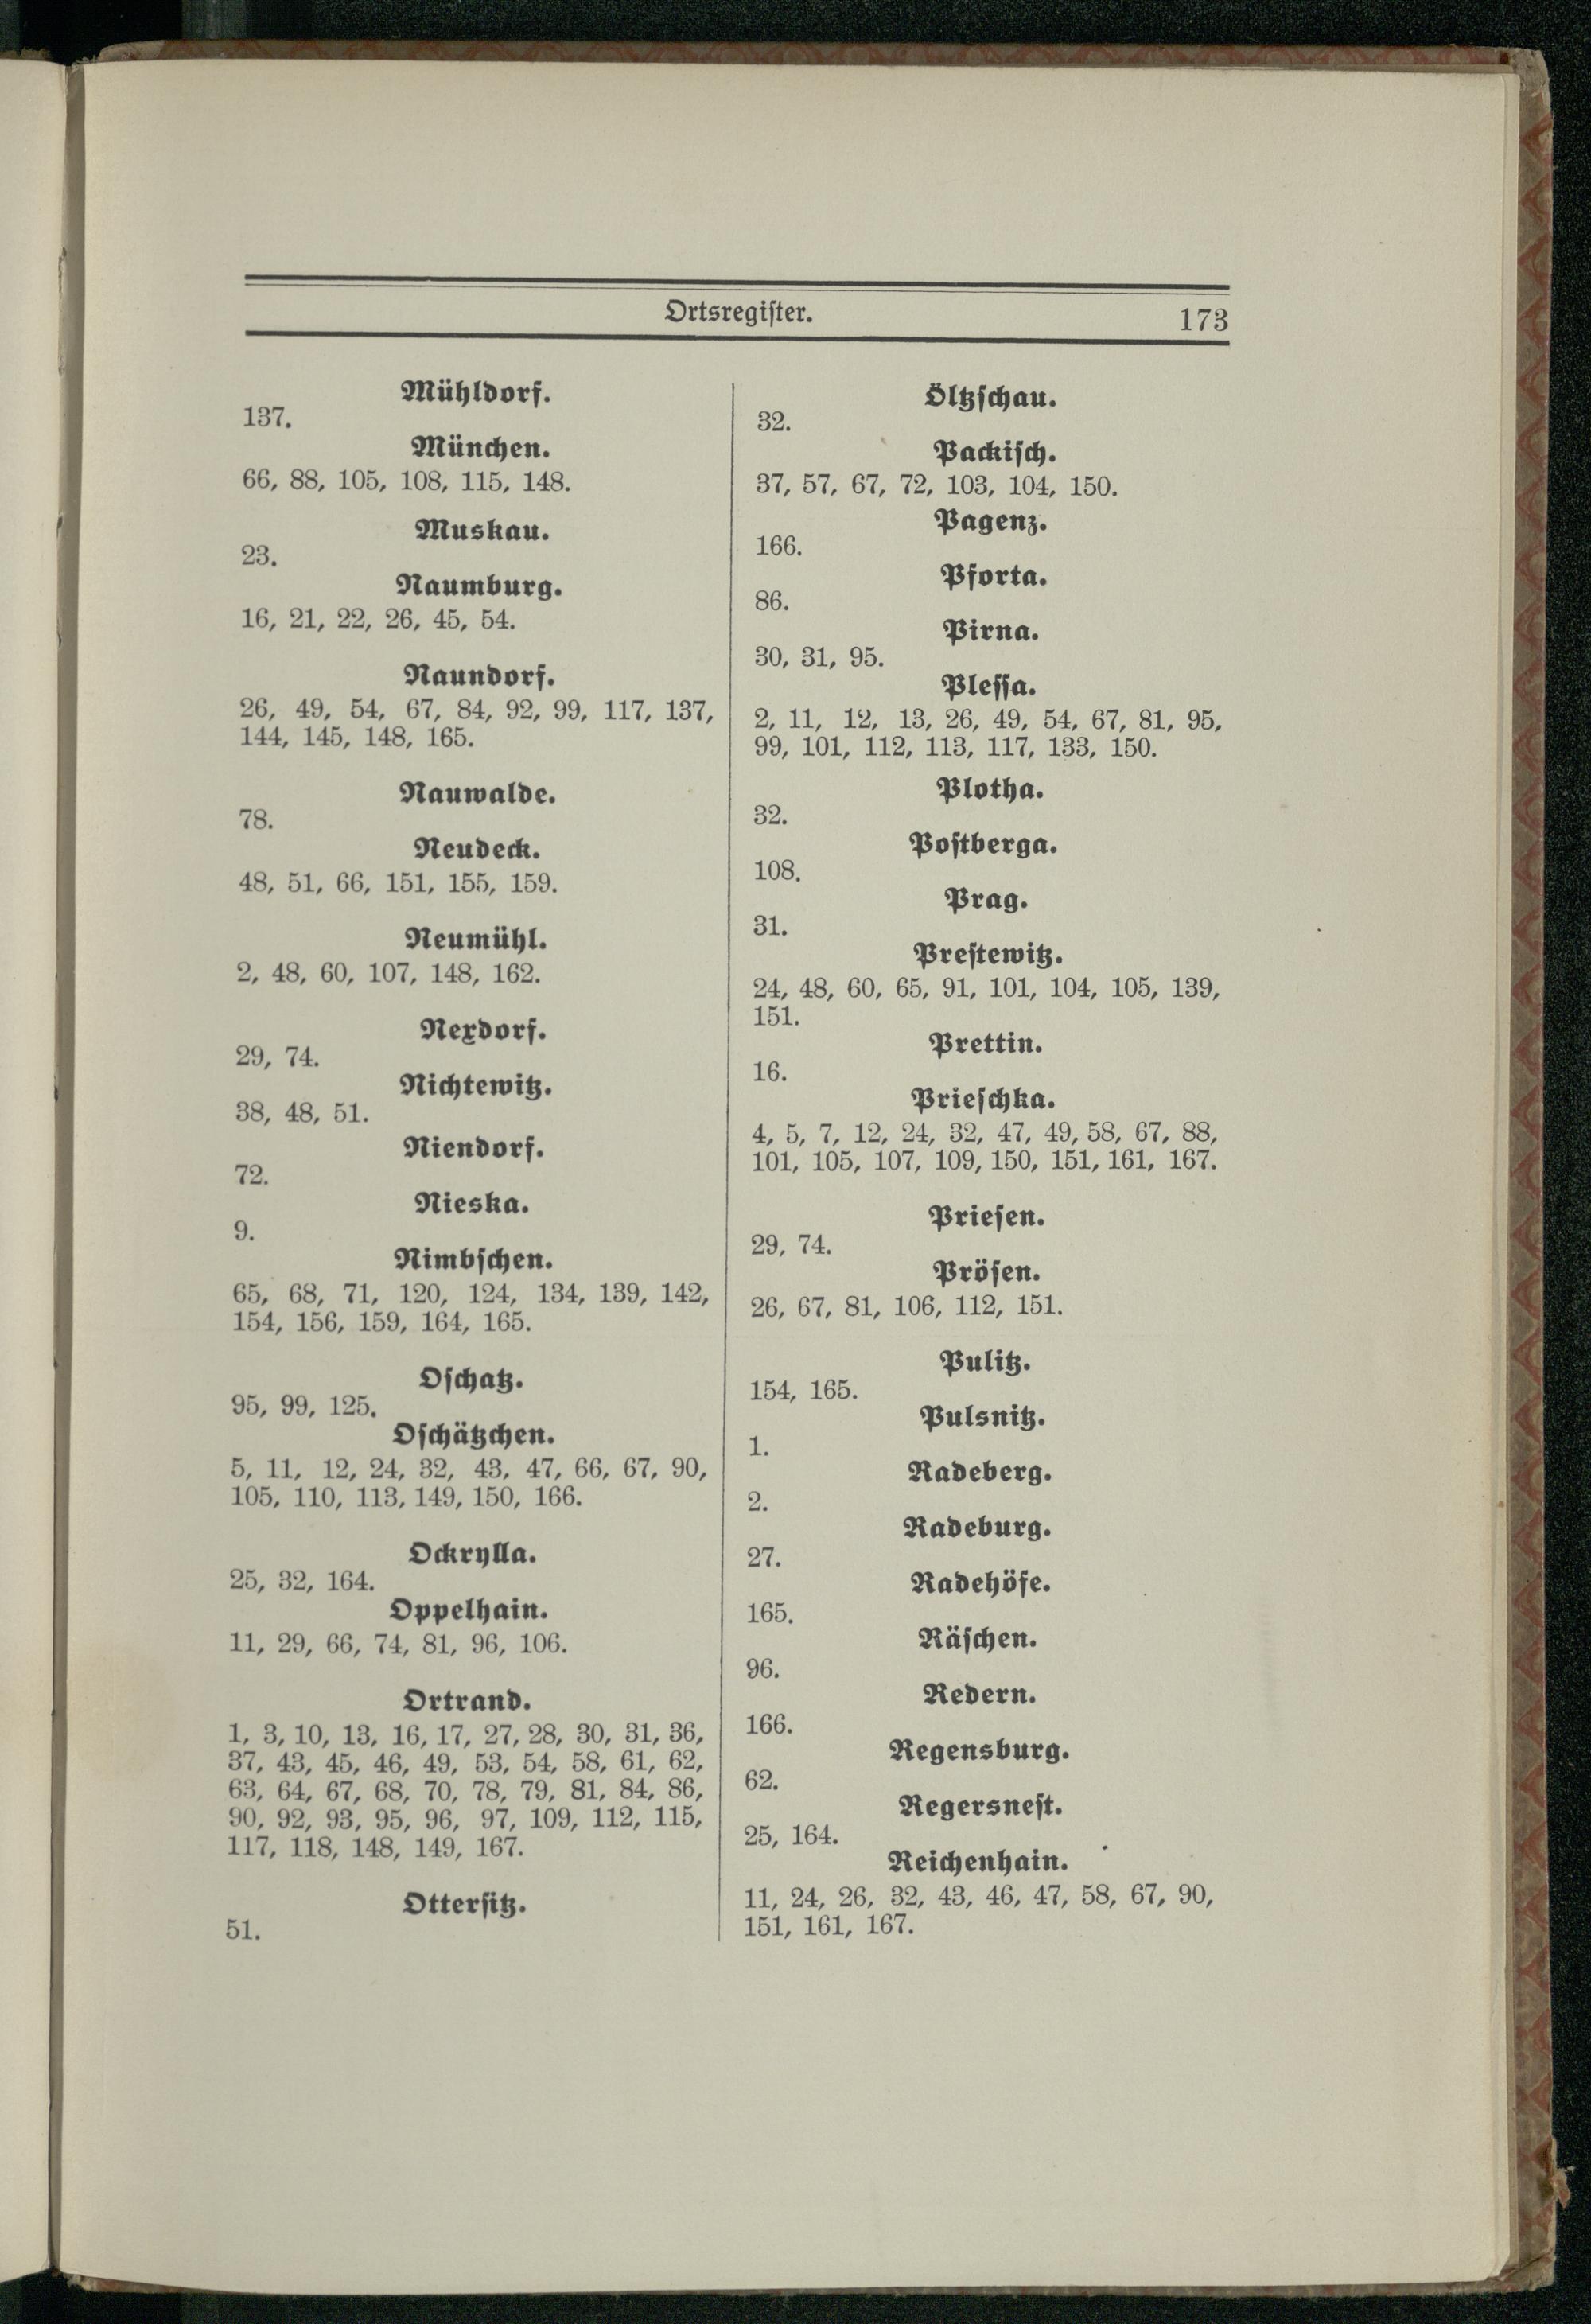 Ortsregiſter.
173
Mühldorf.
137.
München.
66, 88, 105, 108, 115, 148.
Muskau.
23.
Naumburg.
16, 21, 22, 26, 45, 54.
Naundorf.
26, 49, 54, 67, 84, 92, 99, 117, 137,
144, 145, 148, 165.
Nauwalde.
78.
Neudeck.
48, 51, 66, 151, 155, 159.
Neumühl.
2, 48, 60, 107, 148, 162.
Nexdorf.
29, 74.
Nichtewitz.
38, 48, 51.
Niendorf.
72.
Nieska.
9.
Nimbſchen.
65, 68, 71, 120, 124, 134, 139, 142,
154, 156, 159, 164, 165.
Oſchatz.
95, 99, 125.
Oſchätzchen.
5, 11, 12, 24, 32, 43, 47, 66, 67, 90,
105, 110, 113, 149, 150, 166.
Ockrylla.
25, 32, 164.
Oppelhain.
11, 29, 66, 74, 81, 96, 106.
Ortrand.
1, 3, 10, 13, 16, 17, 27, 28, 30, 31, 36,
37, 43, 45, 46, 49, 53, 54, 58, 61, 62,
63, 64, 67, 68, 70, 78, 79, 81, 84, 86,
90, 92, 93, 95, 96, 97, 109, 112, 115,
117, 118, 148, 149, 167.
Otterſitz.
51.
Öltzſchau.
32.
Packiſch.
37, 57, 67, 72, 103, 104, 150.
Pagenz.
166.
Pforta.
86.
Pirna.
30, 31, 95.
Pleſſa.
2, 11, 12, 13, 26, 49, 54, 67, 81, 95,
99, 101, 112, 113, 117, 133, 150.
Plotha.
32.
Poſtberga.
108.
Prag.
31.
Preſtewitz.
24, 48, 60, 65, 91, 101, 104, 105, 139,
151.
Prettin.
16.
Prieſchka.
4, 5, 7, 12, 24, 32, 47, 49, 58, 67, 88,
101, 105, 107, 109, 150, 151, 161, 167.
Prieſen.
29, 74.
Pröſen.
26, 67, 81, 106, 112, 151.
Pulitz.
154, 165.
Pulsnitz.
1.
Radeberg.
2.
Radeburg.
27.
Radehöfe.
165.
Räſchen.
96.
Redern.
166.
Regensburg.
62.
Regersneſt.
25, 164.
Reichenhain.
11, 24, 26, 32, 43, 46, 47, 58, 67, 90,
151, 161, 167.